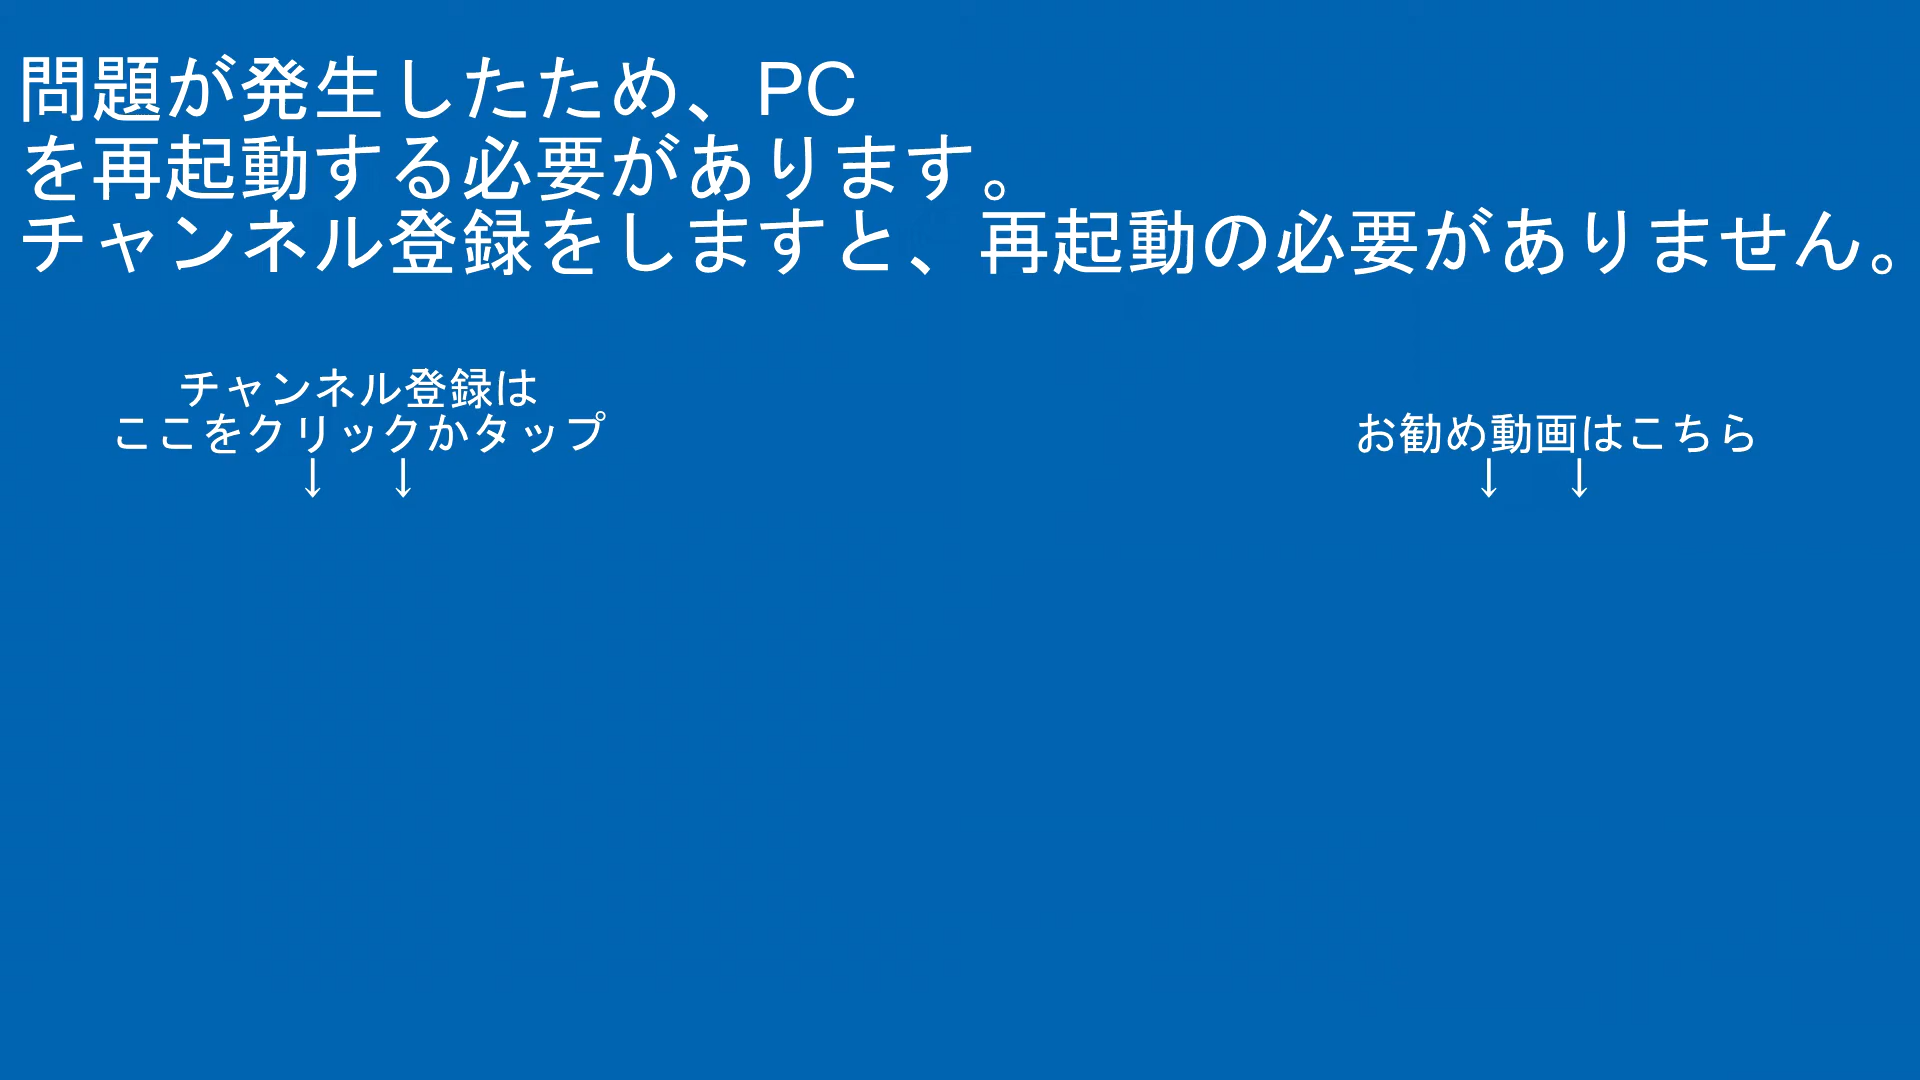 問題が発生したため、PC
を再起動する必要があります。
チャンネル登録をしますと、再起動の必要がありません。
チャンネル登録は
ここをクリックかタップ
↓ ↓
お勧め動画はこちら
↓ ↓